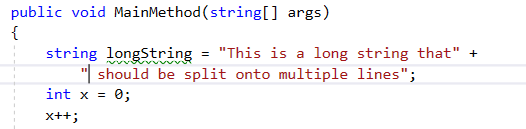 public void MainMethod(string[] args)
{
    string longString = "This is a long string that" +
        " should be split onto multiple lines";
    int x = 0;
    x++;